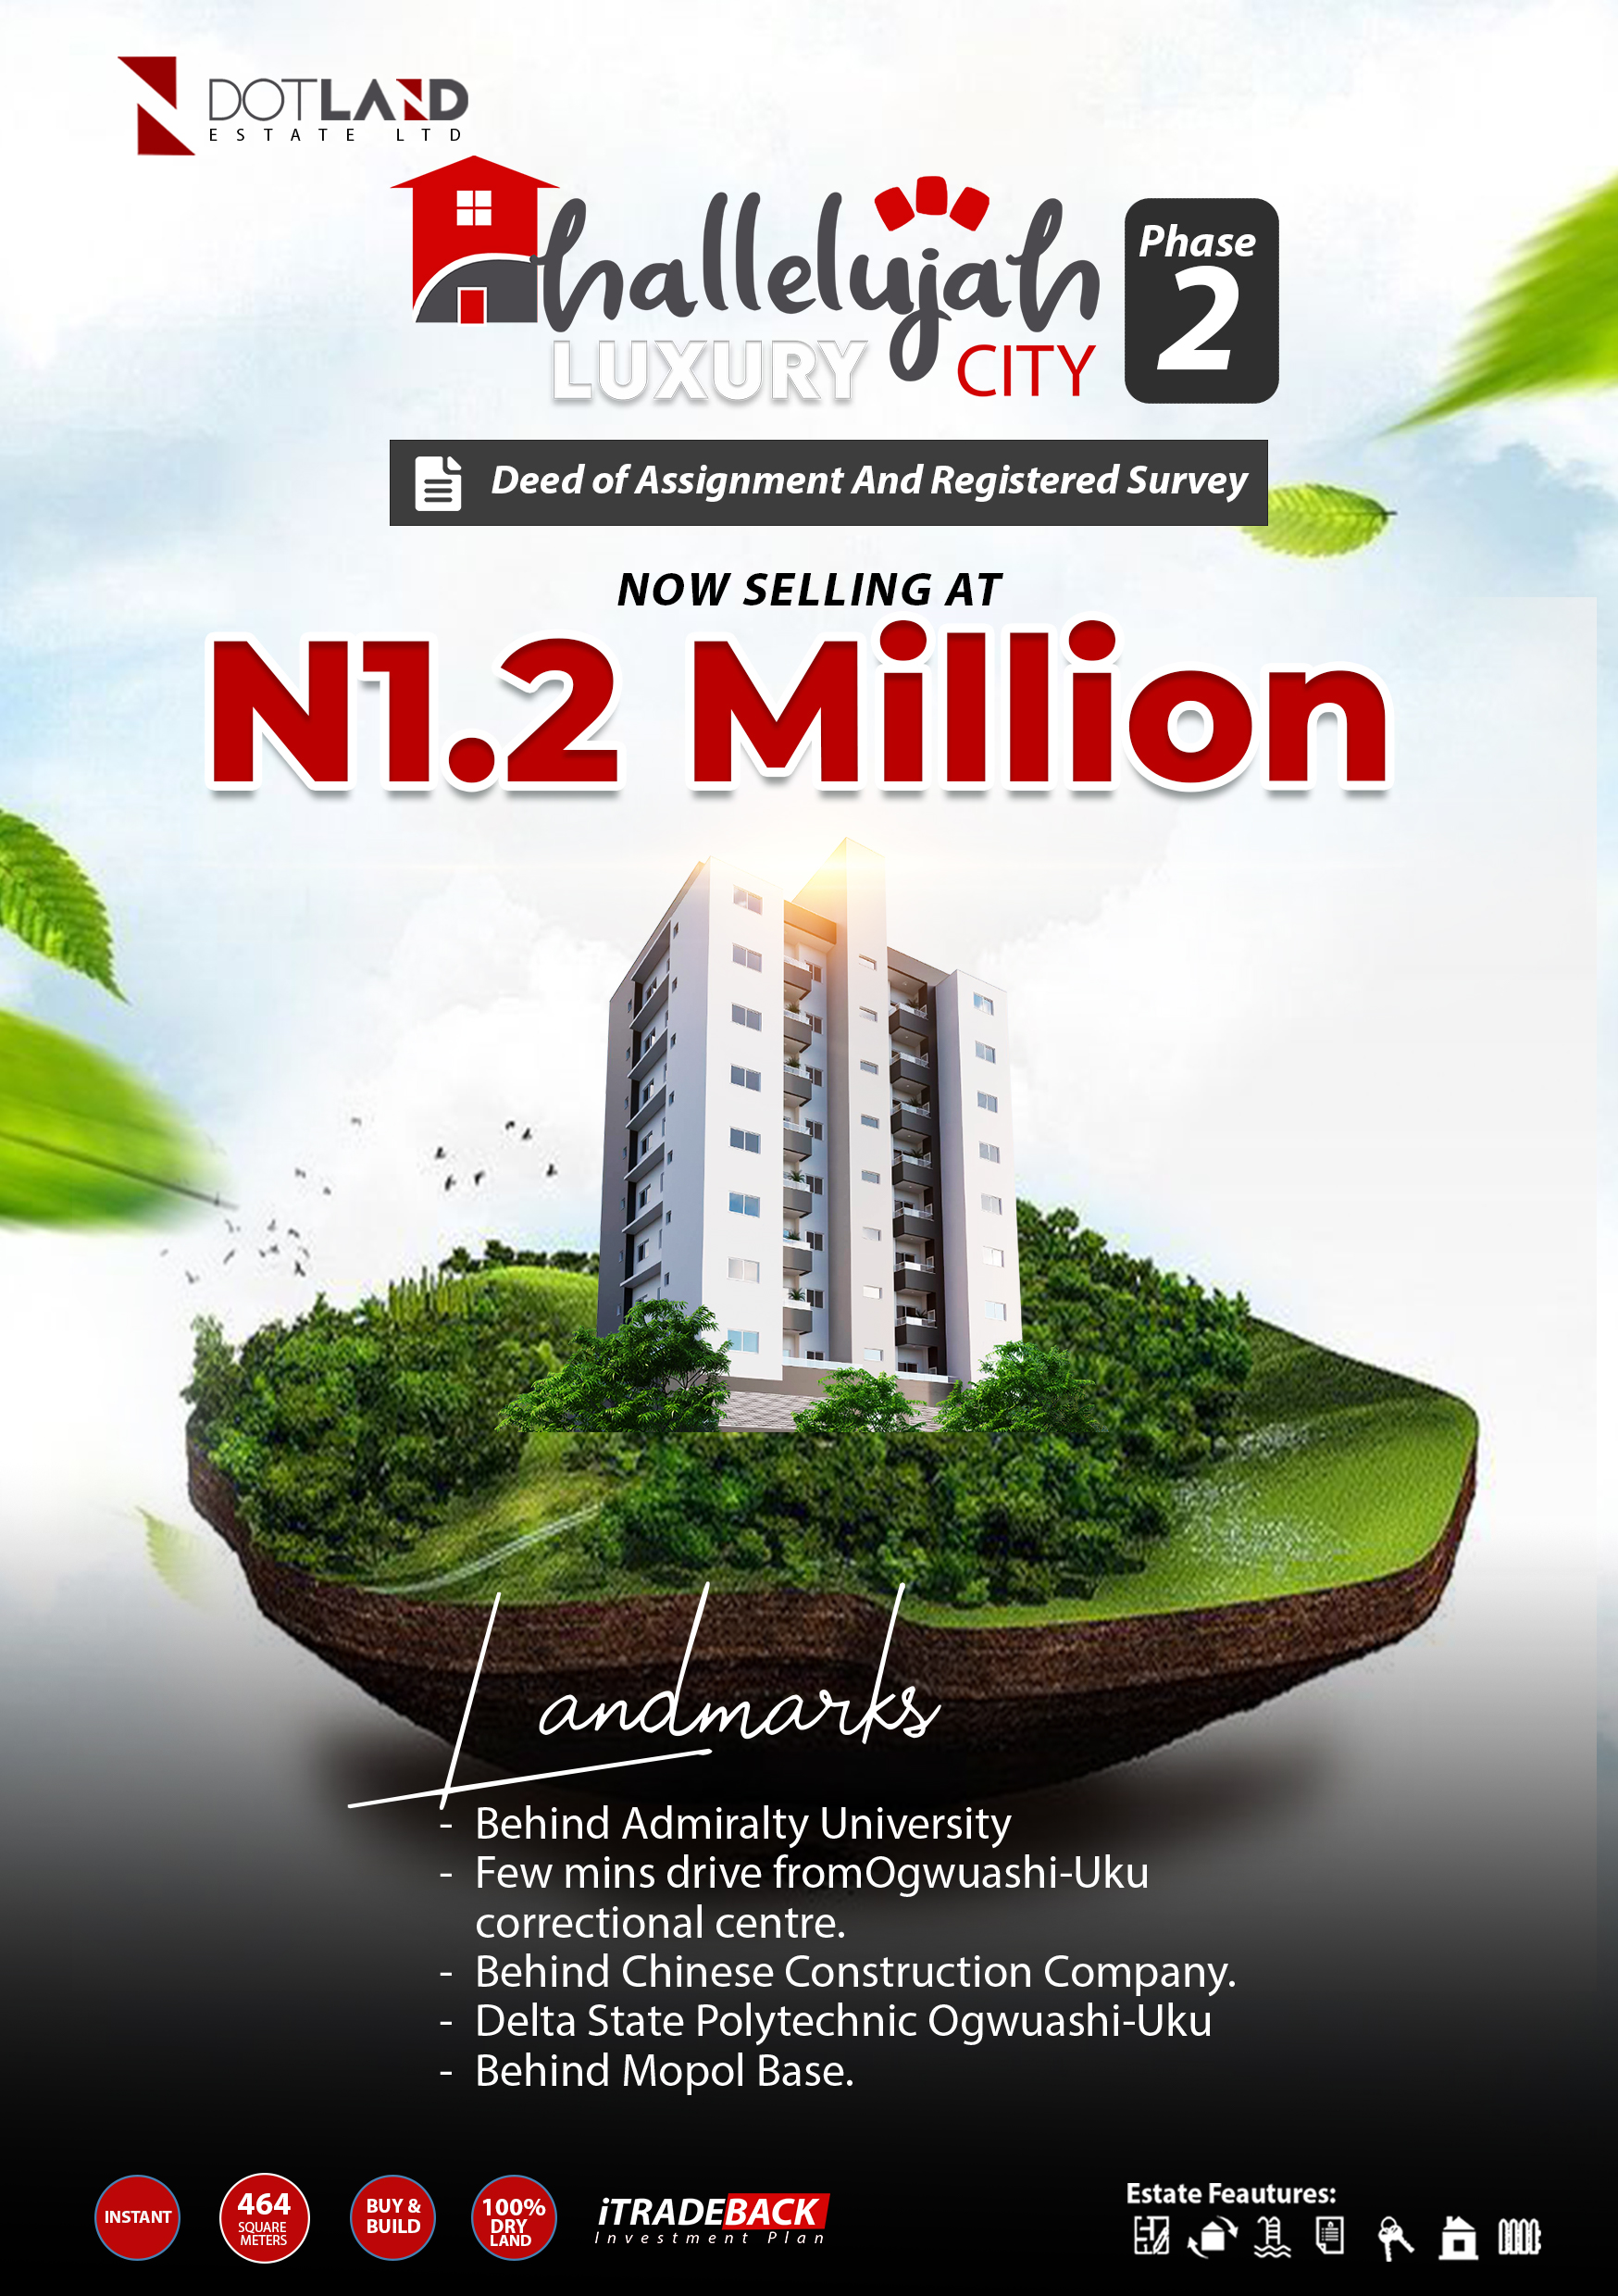 DOTLAND
ESTATE LTD
hallelujah
LUXURY CITY
Phase
2
Deed of Assignment And Registered Survey
NOW SELLING AT
N1.2 Million
Landmarks
- Behind Admiralty University
- Few mins drive fromOgwuashi-Uku
correctional centre.
- Behind Chinese Construction Company.
- Delta State Polytechnic Ogwuashi-Uku
- Behind Mopol Base.
INSTANT
464
SQUARE
METERS
BUY &
BUILD
100%
DRY
LAND
iTRADEBACK
Investment Plan
Estate Feautures: